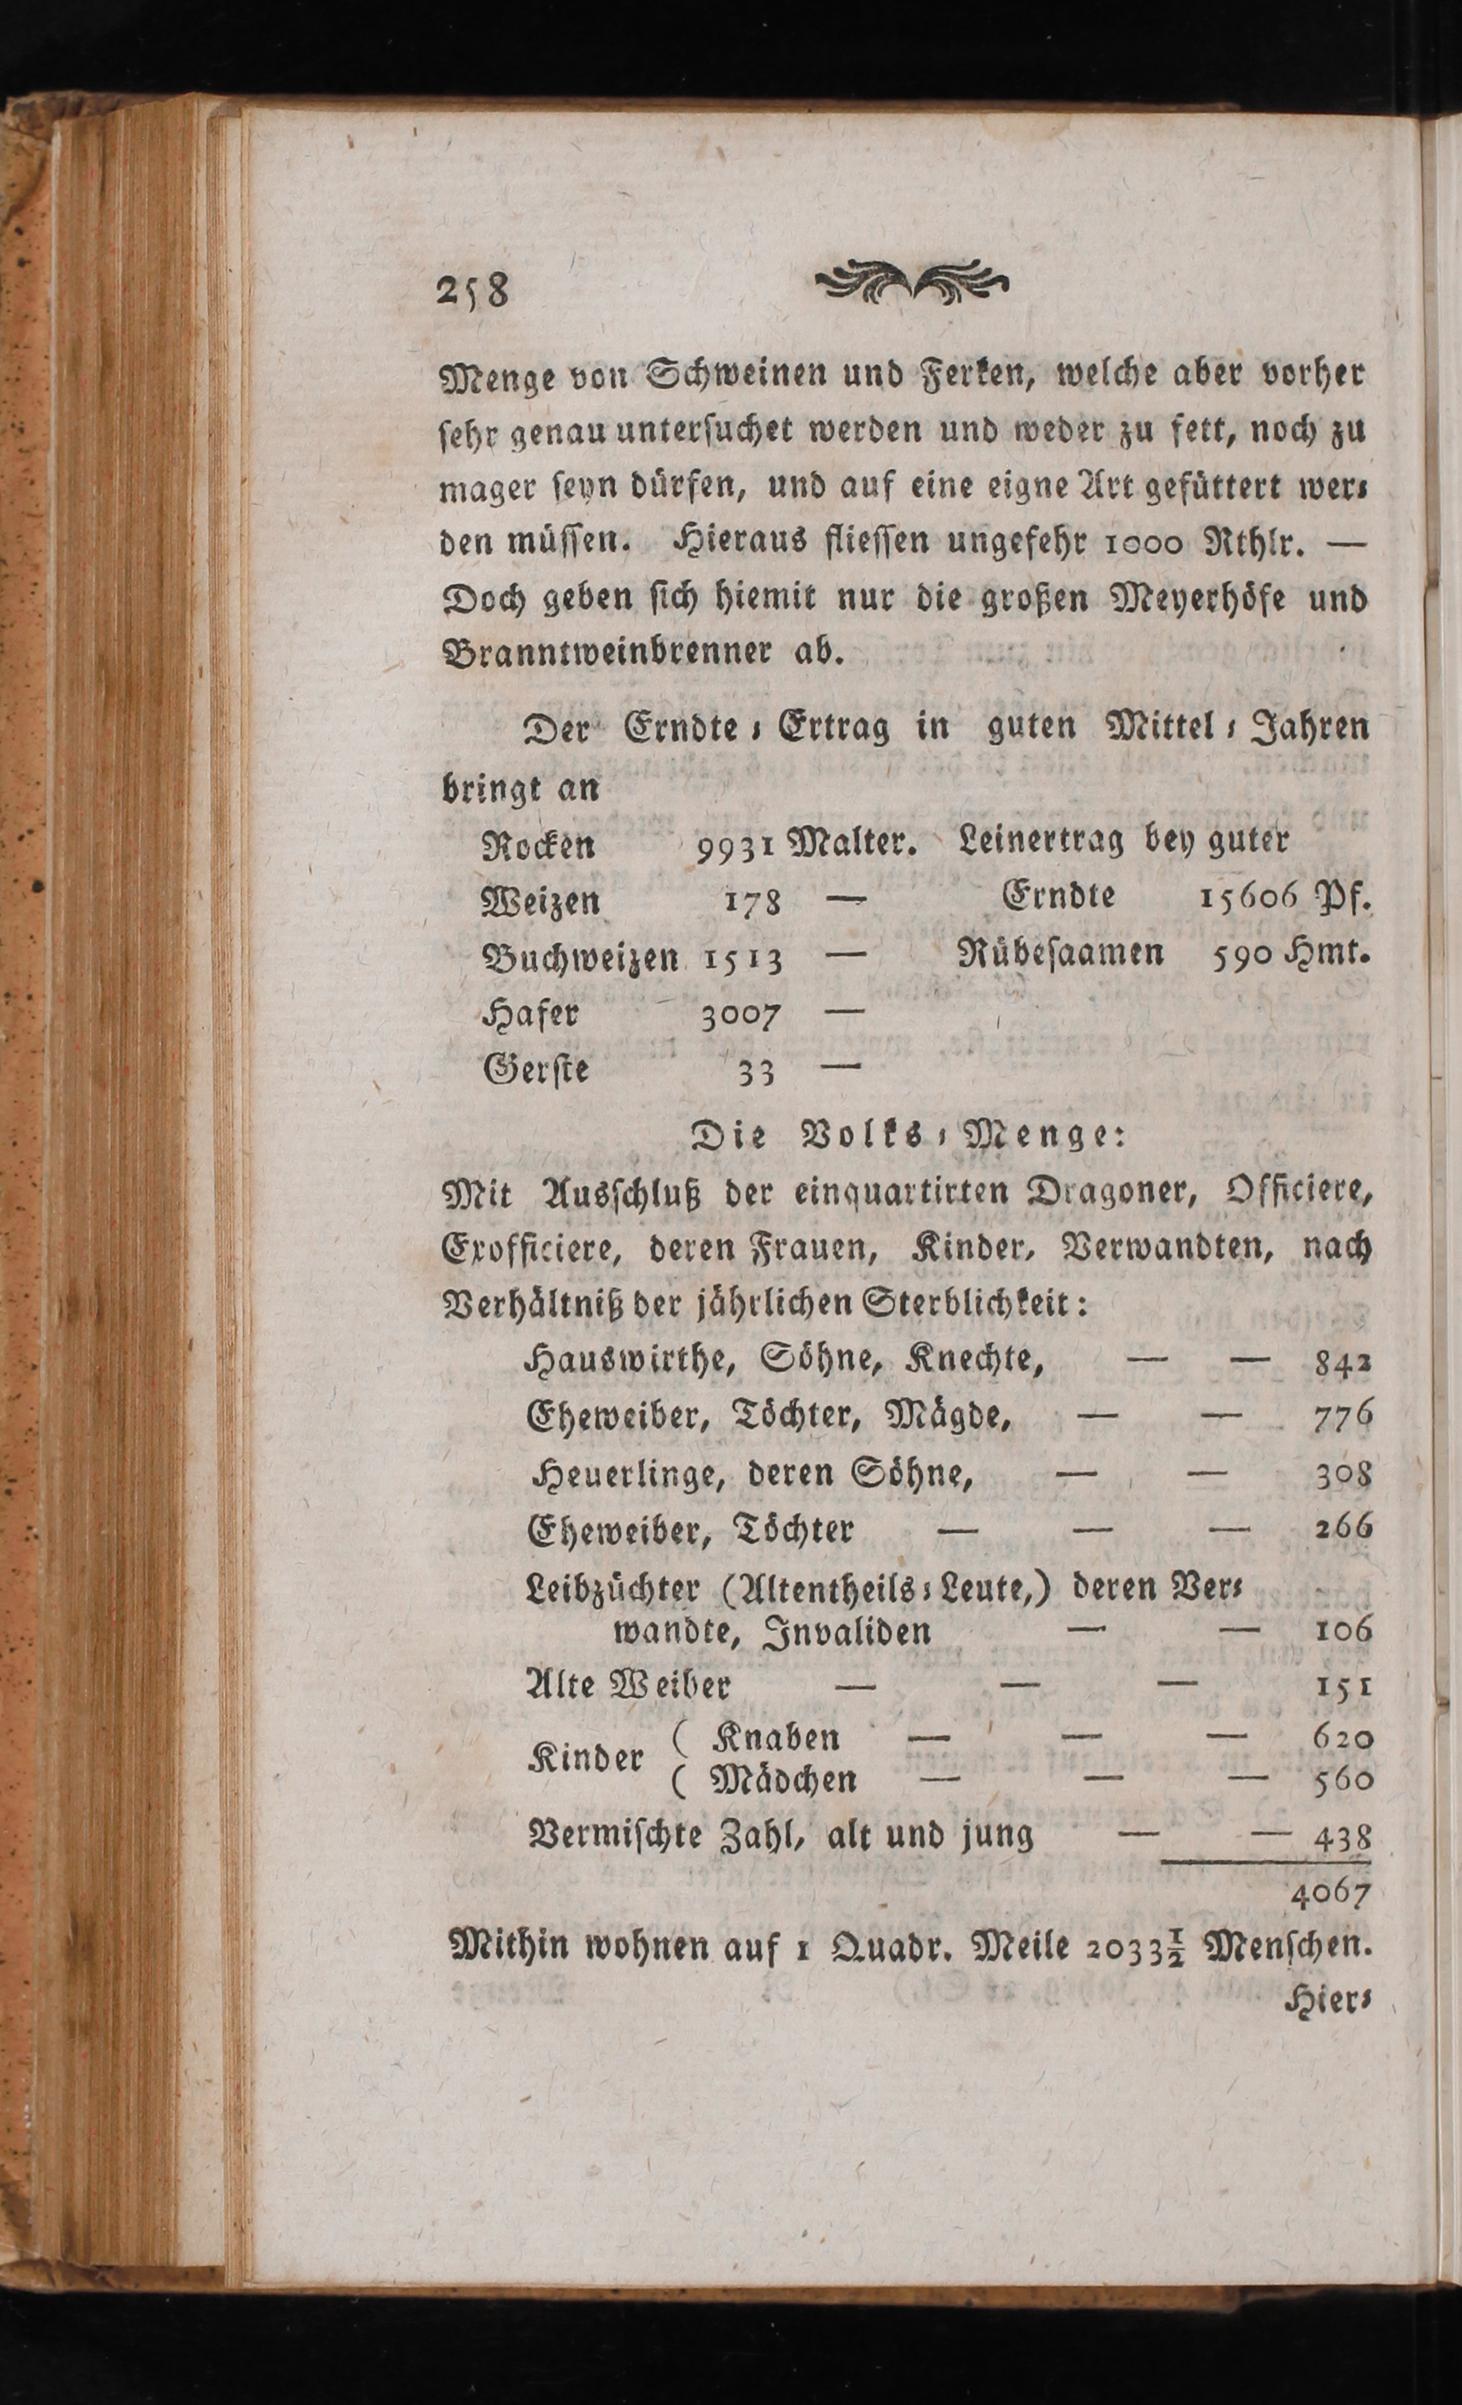 258
Menge von Schweinen und Ferken, welche aber vorher
ſehr genau unterſuchet werden und weder zu fett, noch zu
mager ſeyn dürfen, und auf eine eigne Art gefüttert wer⸗
den müſſen. Hieraus flieſſen ungefehr 1000 Rthlr. —
Doch geben ſich hiemit nur die großen Meyerhöfe und
Branntweinbrenner ab.
Der Erndte⸗Ertrag in guten Mittel⸗Jahren
bringt an
Rocken 9931 Malter. Leinertrag bey guter
Weizen 178 — Erndte 15606 Pf.
Buchweizen 1513 — Rübeſaamen 590 Hmt.
Hafer 3007 —
Gerſte 33 —
Die Volks⸗Menge:
Mit Ausſchluß der einquartirten Dragoner, Officiere,
Exofficiere, deren Frauen, Kinder, Verwandten, nach
Verhältniß der jährlichen Sterblichkeit:
Hauswirthe, Söhne, Knechte, — — 842
Eheweiber, Töchter, Mägde, — — 776
Heuerlinge, deren Söhne, — — 308
Eheweiber, Töchter — — — 266
Leibzüchter (Altentheils⸗Leute,) deren Ver⸗
wandte, Invaliden — — 106
Alte Weiber — — — 151
Kinder ( Knaben — — — 620
( Mädchen — — — 560
Vermiſchte Zahl, alt und jung — — 438
4067
Mithin wohnen auf 1 Quadr. Meile 2033½ Menſchen.
Hier⸗